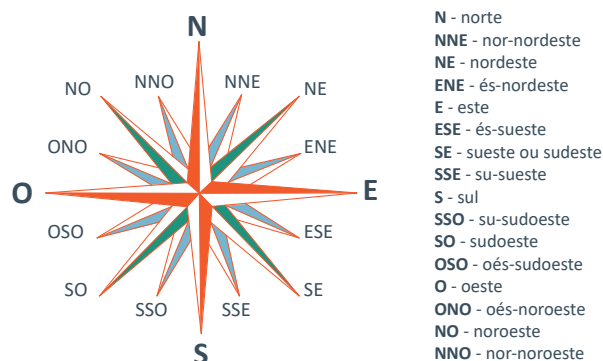 N
NNO
NNE
NO
NE
ONO
ENE
O
E
OSO
ESE
SO
SE
SSO
SSE
S
N - norte
NNE - nor-nordeste
NE - nordeste
ENE - és-nordeste
E - este
ESE - és-sueste
SE - sueste ou sudeste
SSE - su-sueste
S - sul
SSO - su-sudoeste
SO - sudoeste
OSO - oés-sudoeste
O - oeste
ONO - oés-noroeste
NO - noroeste
NNO - nor-noroeste